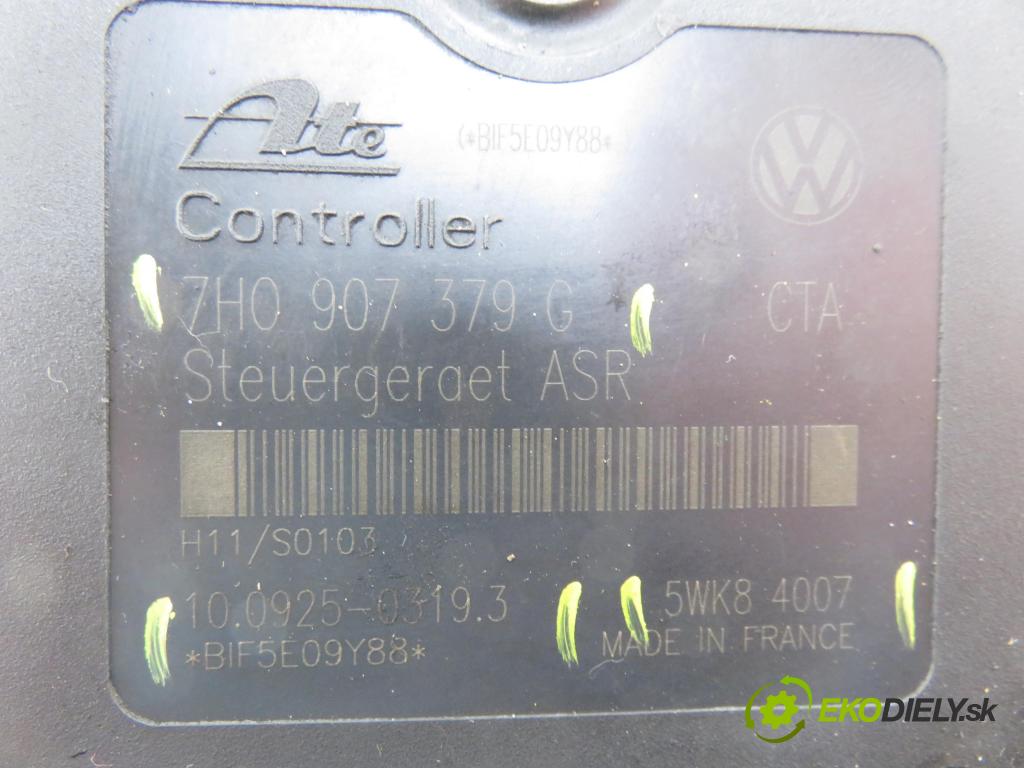 Ate
(*BIF5E09Y88*
VW
Controller
7H0 907 379 G CTA
Steuergeraet ASR
H11/S0103
10.0925-0319.3 5WK8 4007
*BIF5E09Y88* MADE IN FRANCE
EKODIELY.sk